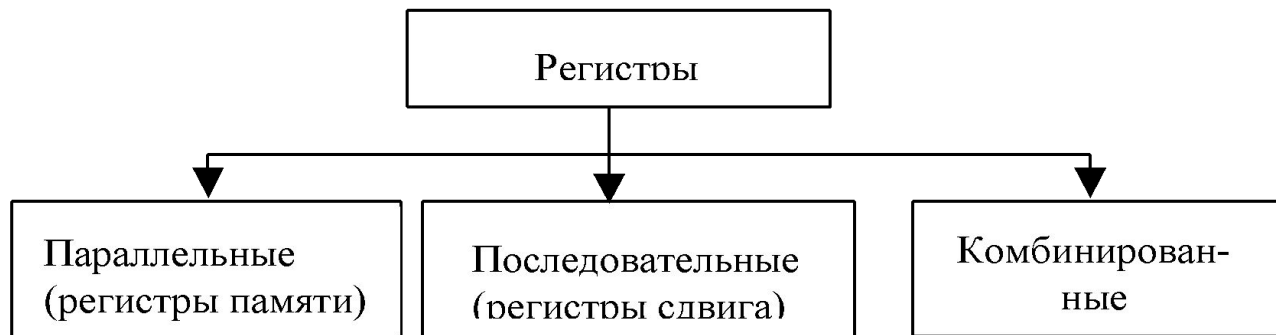 Регистры
Параллельные
(регистры памяти)
Последовательные
(регистры сдвига)
Комбинирован-
ные